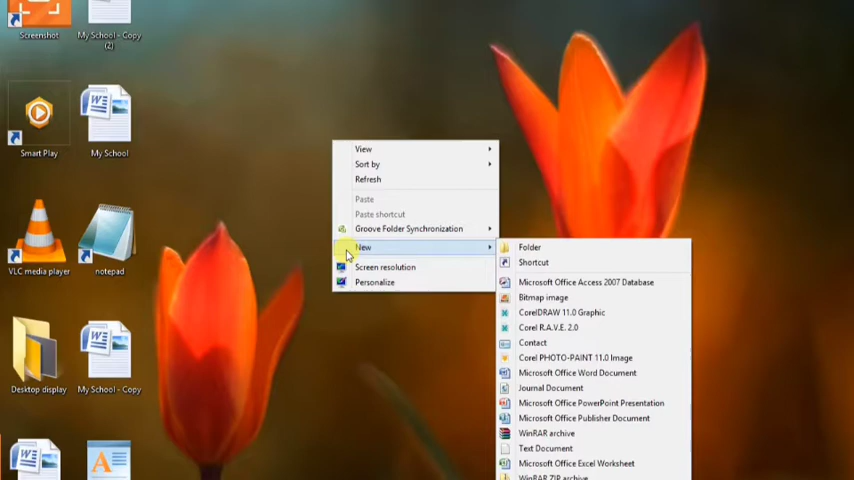 Screenshot
My School - Copy
(2)
Smart Play
My School
VLC media player
notepad
Desktop display
My School - Copy
View
Sort by
Refresh
Paste
Paste shortcut
Groove Folder Synchronization
New
Screen resolution
Personalize
Folder
Shortcut
Microsoft Office Access 2007 Database
Bitmap image
CorelDRAW 11.0 Graphic
Corel R.A.V.E. 2.0
Contact
Corel PHOTO-PAINT 11.0 Image
Microsoft Office Word Document
Journal Document
Microsoft Office PowerPoint Presentation
Microsoft Office Publisher Document
WinRAR archive
Text Document
Microsoft Office Excel Worksheet
WinRAR ZIP archive